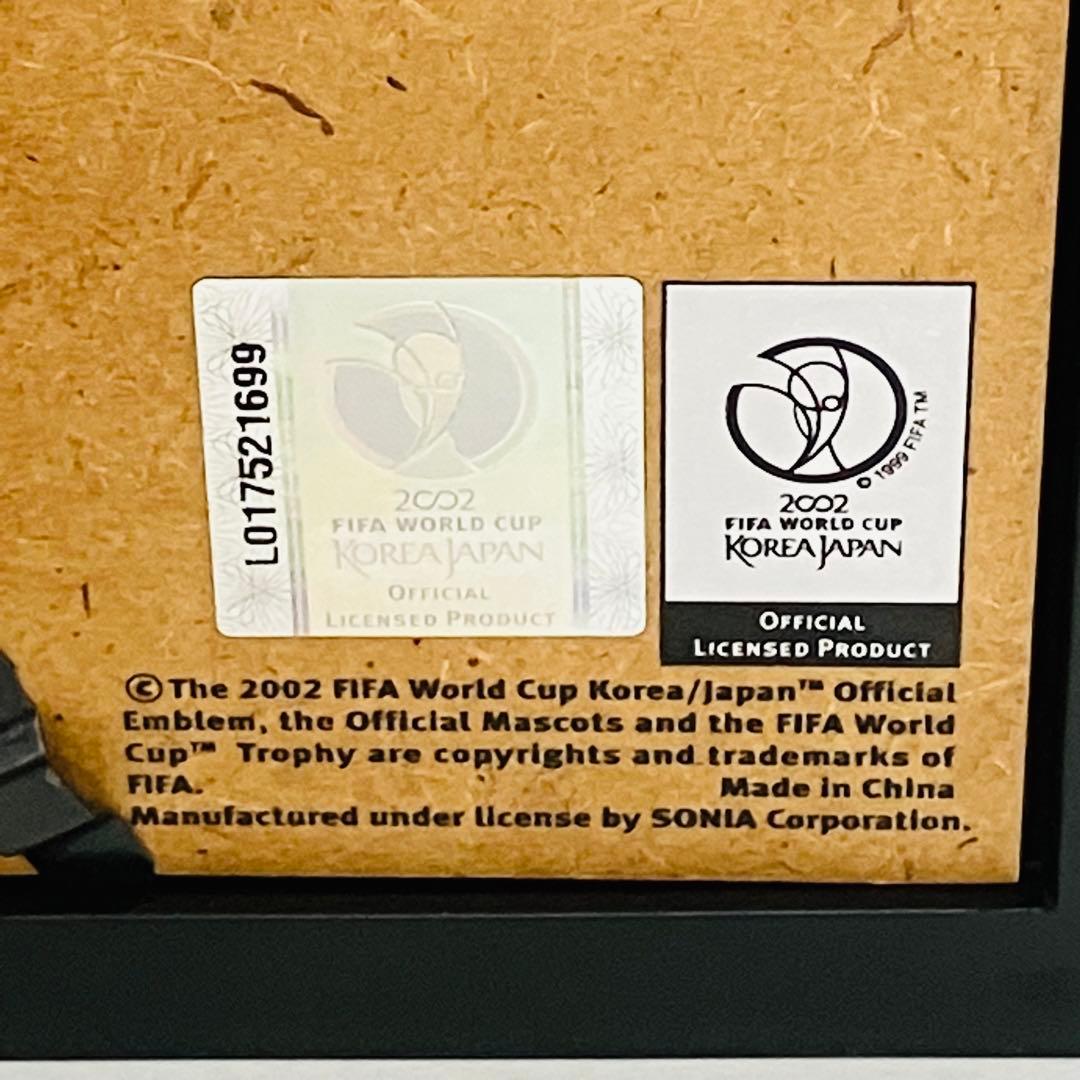 L017521699
2002
FIFA WORLD CUP
KOREA JAPAN
OFFICIAL
LICENSED PRODUCT
© 1999 FIFA TM
2002
FIFA WORLD CUP
KOREA JAPAN
OFFICIAL
LICENSED PRODUCT
©The 2002 FIFA World Cup Korea/Japan™ Official
Emblem, the Official Mascots and the FIFA World
Cup™ Trophy are copyrights and trademarks of
FIFA. Made in China
Manufactured under license by SONIA Corporation.